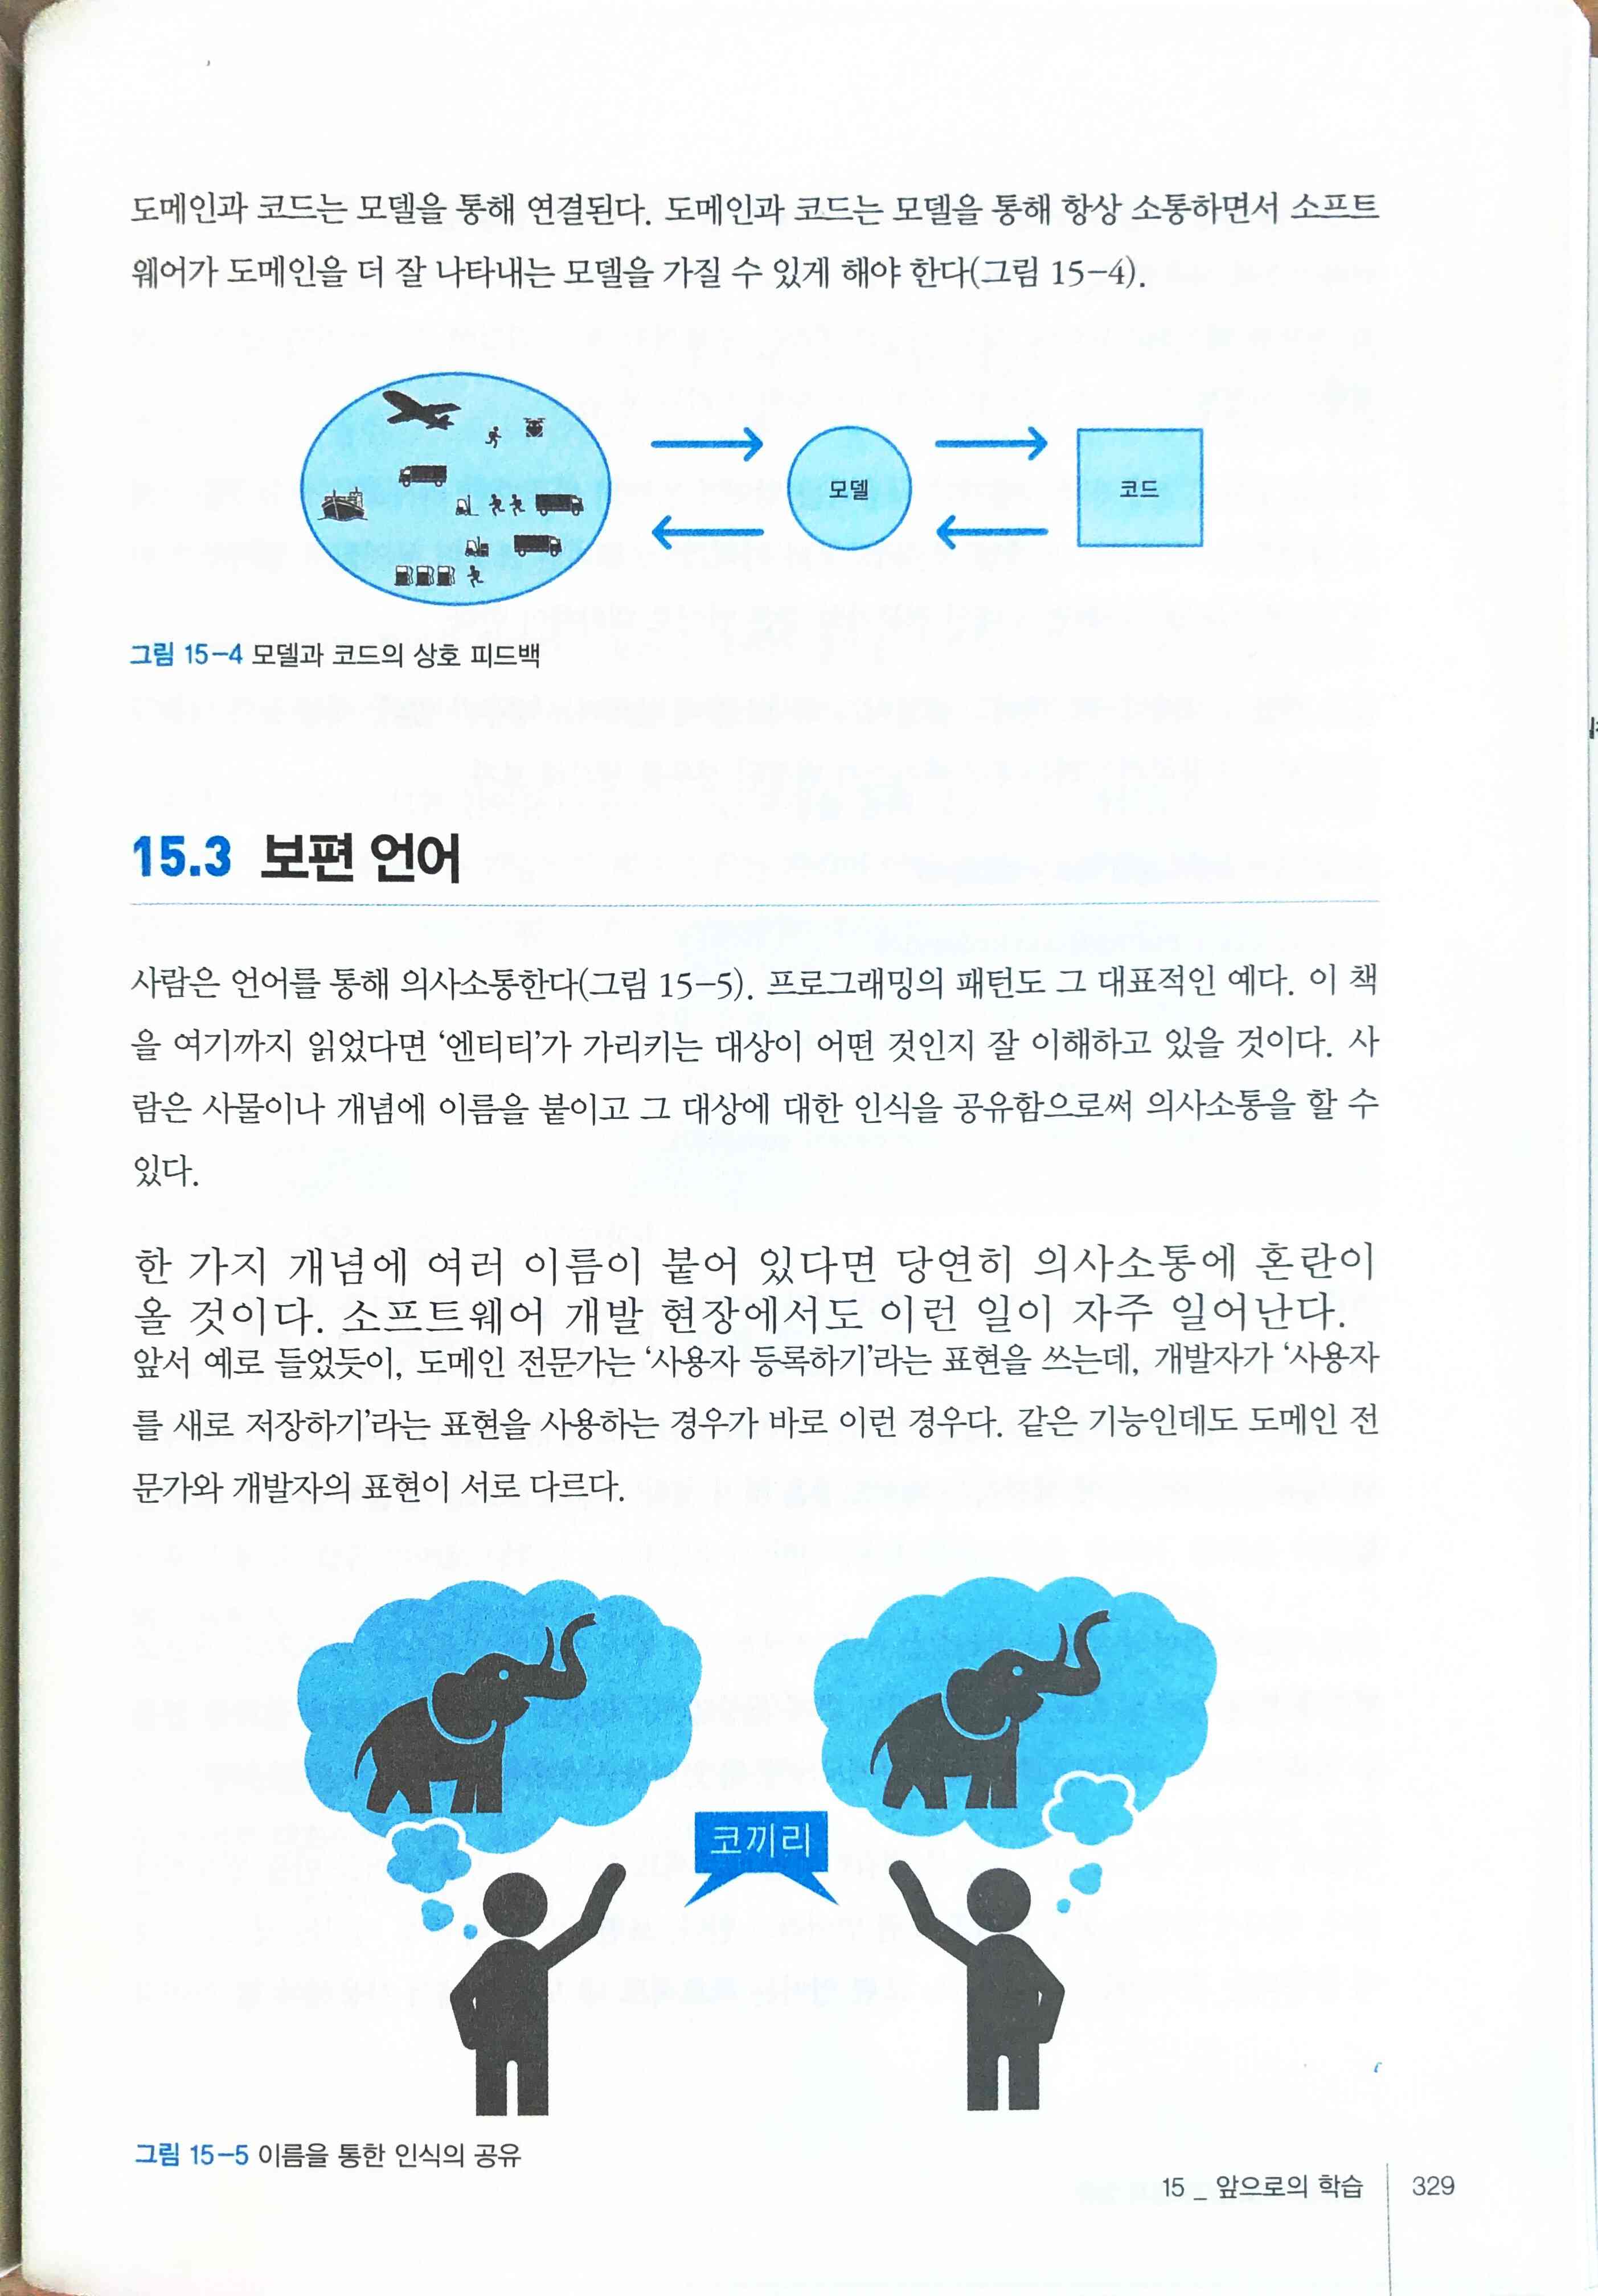 도메인과 코드는 모델을 통해 연결된다. 도메인과 코드는 모델을 통해 항상 소통하면서 소프트
웨어가 도메인을 더 잘 나타내는 모델을 가질 수 있게 해야 한다(그림 15-4).
모델
코드
그림 15-4 모델과 코드의 상호 피드백
15.3 보편 언어
사람은 언어를 통해 의사소통한다(그림 15-5). 프로그래밍의 패턴도 그 대표적인 예다. 이 책
을 여기까지 읽었다면 ‘엔티티’가 가리키는 대상이 어떤 것인지 잘 이해하고 있을 것이다. 사
람은 사물이나 개념에 이름을 붙이고 그 대상에 대한 인식을 공유함으로써 의사소통을 할 수
있다.
한 가지 개념에 여러 이름이 붙어 있다면 당연히 의사소통에 혼란이
올 것이다. 소프트웨어 개발 현장에서도 이런 일이 자주 일어난다.
앞서 예로 들었듯이, 도메인 전문가는 ‘사용자 등록하기’라는 표현을 쓰는데, 개발자가 ‘사용자
를 새로 저장하기’라는 표현을 사용하는 경우가 바로 이런 경우다. 같은 기능인데도 도메인 전
문가와 개발자의 표현이 서로 다르다.
코끼리
그림 15-5 이름을 통한 인식의 공유
15 _ 앞으로의 학습 329